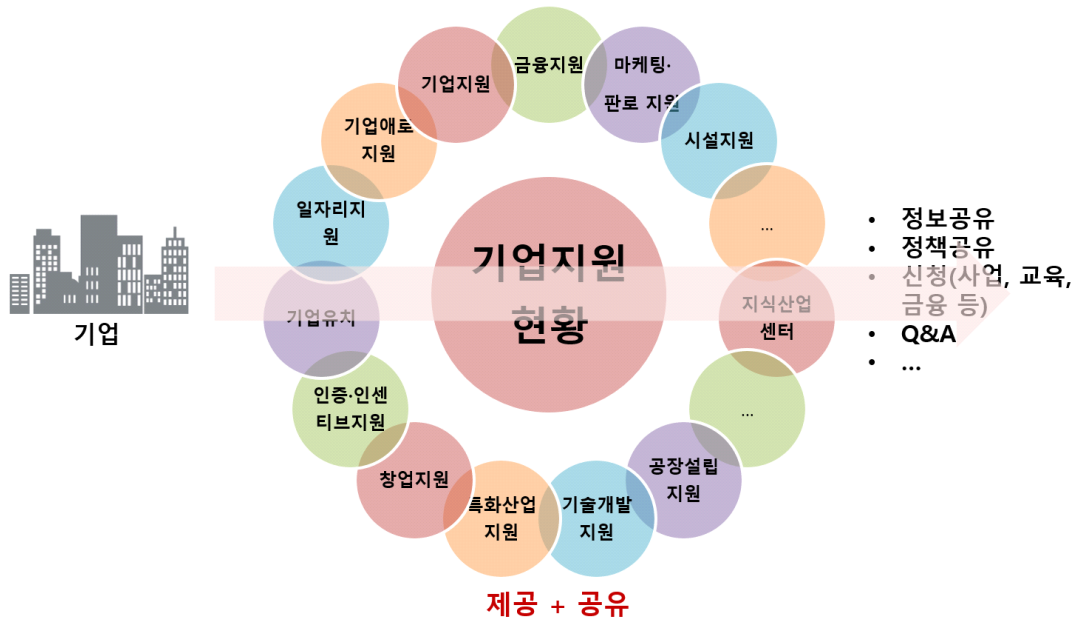 금융지원
마케팅·
판로 지원
시설지원
...
지식산업
센터
...
공장설립
지원
기술개발
지원
특화산업
지원
창업지원
인증·인센
티브지원
기업유치
일자리지
원
기업애로
지원
기업지원
기업지원
현황
기업
• 정보공유
• 정책공유
• 신청(사업, 교육,
금융 등)
• Q&A
• ...
제공 + 공유